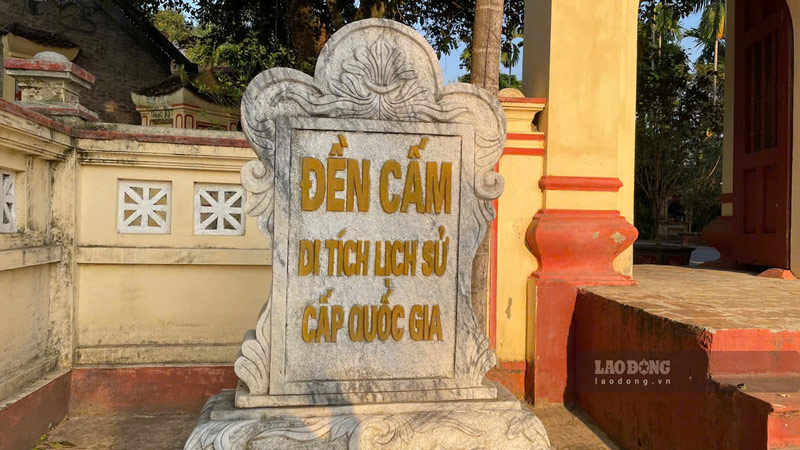 ĐỀN CẤM
DI TÍCH LỊCH SỬ
CẤP QUỐC GIA
LAO ĐỘNG
laodong.vn